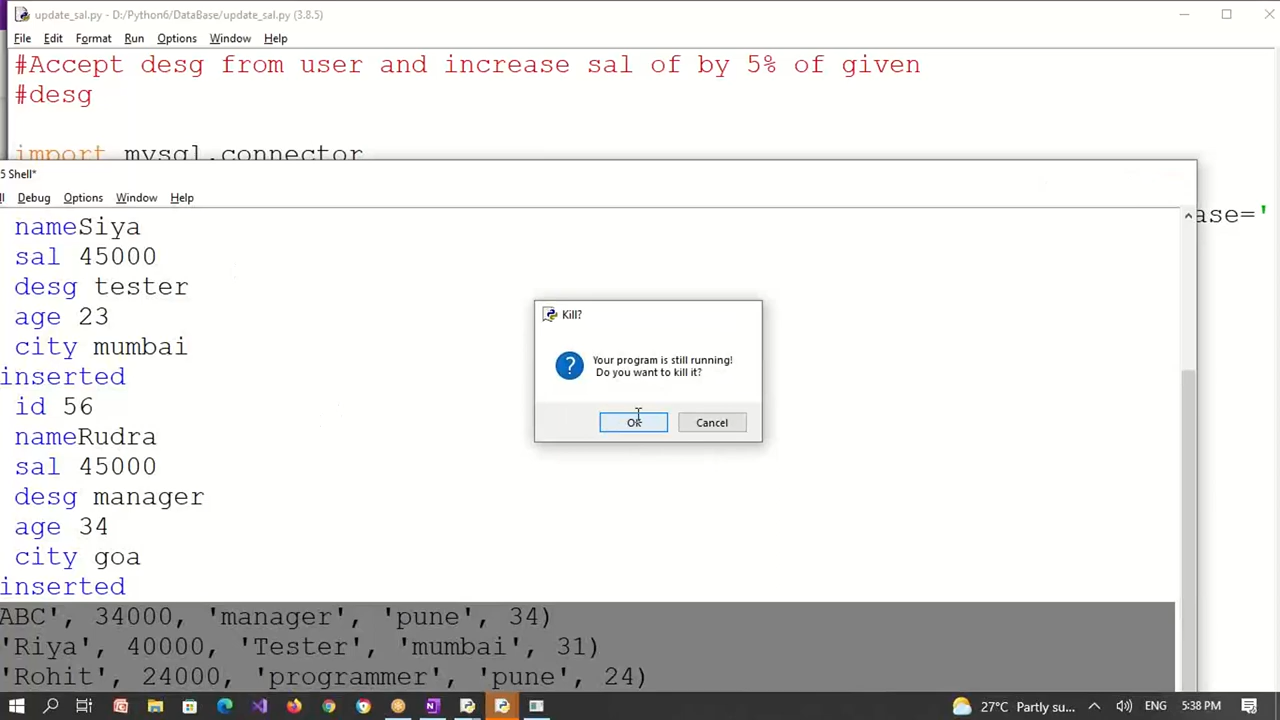 update_sal.py - D:/Python6/DataBase/update_sal.py (3.8.5)
File Edit Format Run Options Window Help
#Accept desg from user and increase sal of by 5% of given
#desg
import mysql.connector
5 Shell*
Debug Options Window Help
ase='
nameSiya
sal 45000
desg tester
age 23
city mumbai
inserted
id 56
nameRudra
sal 45000
desg manager
age 34
city goa
inserted
ABC', 34000, 'manager', 'pune', 34)
'Riya', 40000, 'Tester', 'mumbai', 31)
'Rohit', 24000, 'programmer', 'pune', 24)
Kill?
Your program is still running!
Do you want to kill it?
OK Cancel
27°C Partly su... ENG 5:38 PM